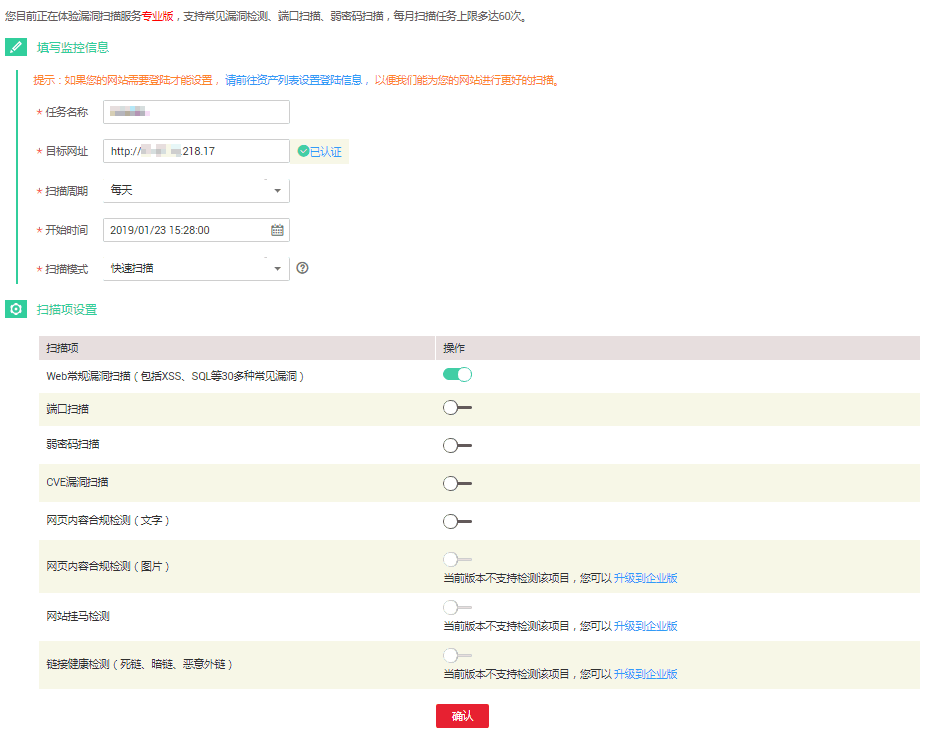 您目前正在体验漏洞扫描服务专业版，支持常见漏洞检测、端口扫描、弱密码扫描，每月扫描任务上限多达60次。
填写监控信息
提示：如果您的网站需要登陆才能设置，请前往资产列表设置登陆信息，以便我们能为您的网站进行更好的扫描。
* 任务名称
* 目标网址 http:// 218.17 已认证
* 扫描周期 每天
* 开始时间 2019/01/23 15:28:00
* 扫描模式 快速扫描 ?
扫描项设置
扫描项 操作
Web常规漏洞扫描（包括XSS、SQL等30多种常见漏洞）
端口扫描
弱密码扫描
CVE漏洞扫描
网页内容合规检测（文字）
网页内容合规检测（图片）
当前版本不支持检测该项目，您可以 升级到企业版
网站挂马检测
当前版本不支持检测该项目，您可以 升级到企业版
链接健康检测（死链、暗链、恶意外链）
当前版本不支持检测该项目，您可以 升级到企业版
确认